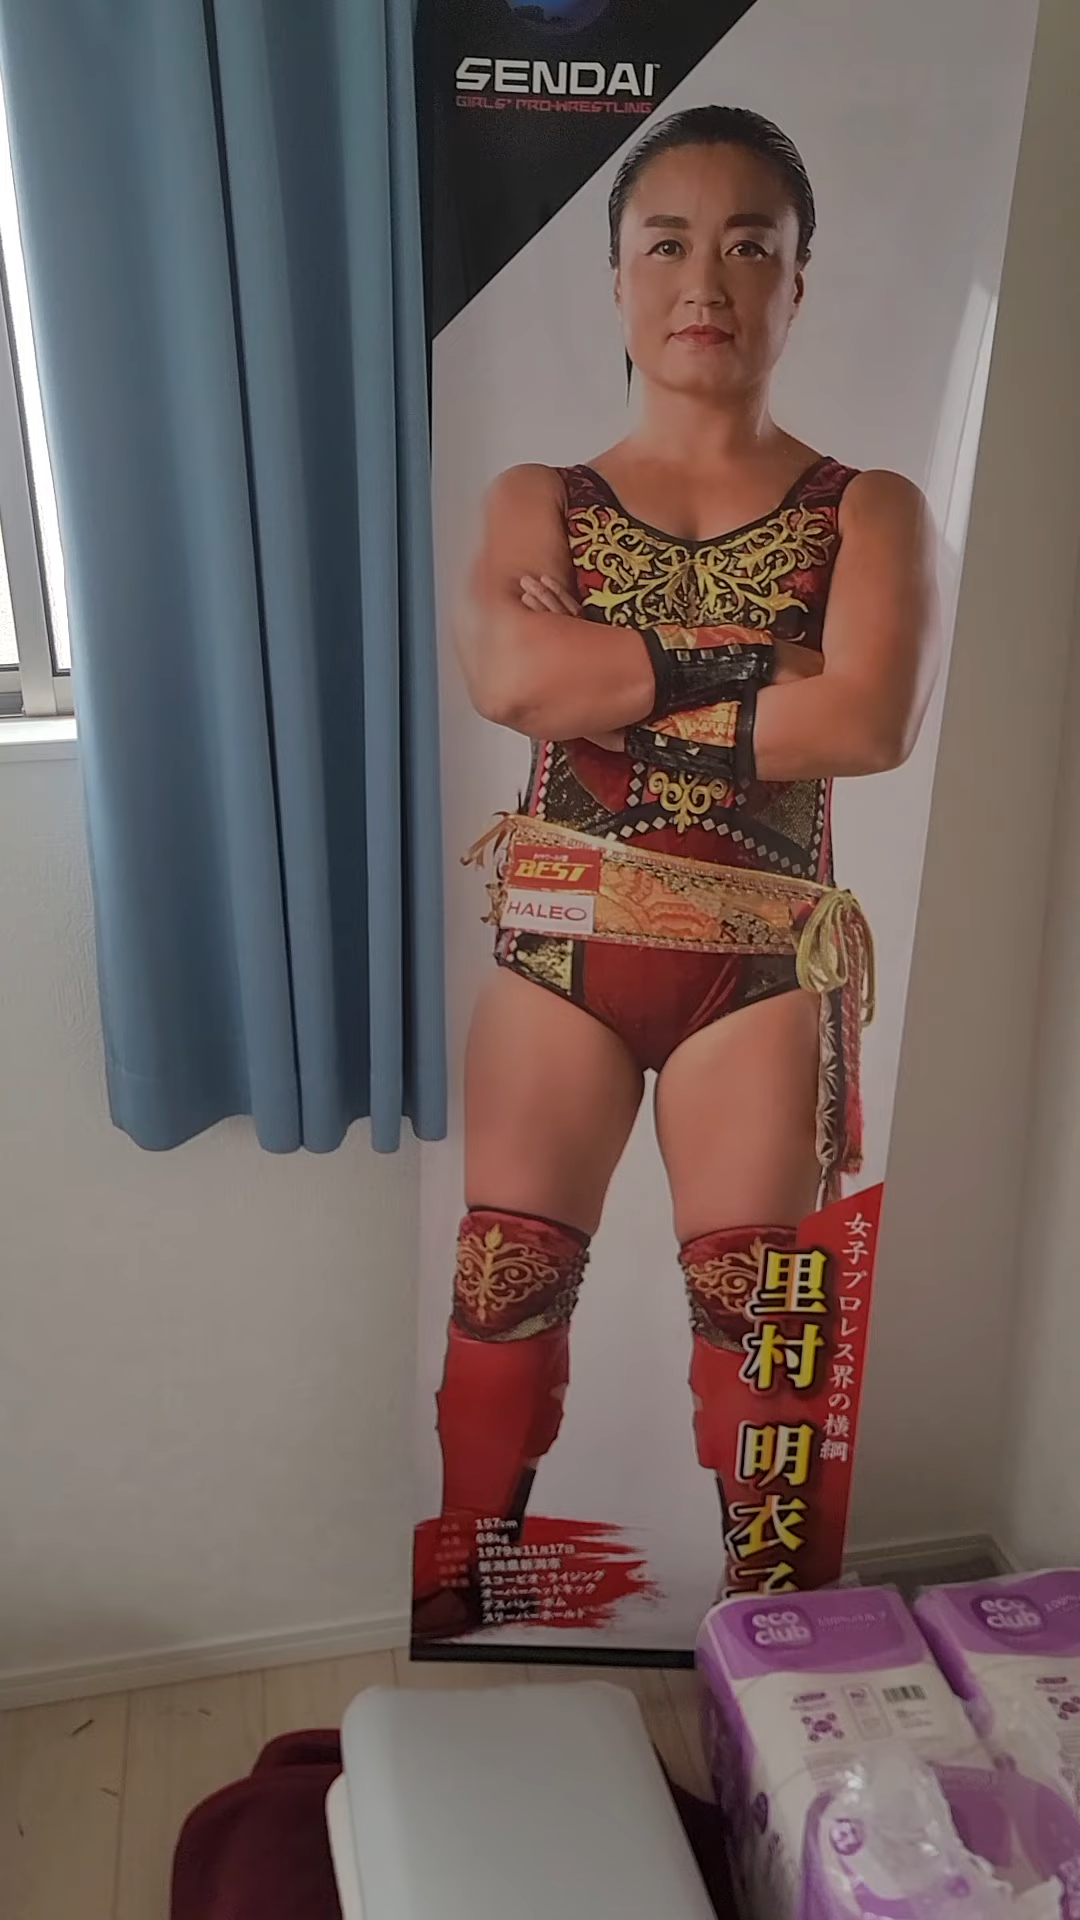 SENDAI
GIRLS' PRO-WRESTLING
BEST
HALEO
女子プロレス界の横綱
里村 明衣子
157cm
68kg
1979年11月17日
新潟県新潟市
スコーピオ・ライジング
オーバーヘッドキック
デスバレーボム
スリーパーホールド
eco club
eco club